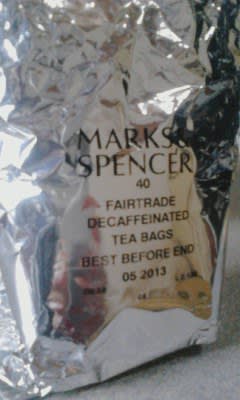 MARKS&
SPENCER
40
FAIRTRADE
DECAFFEINATED
TEA BAGS
BEST BEFORE END
05 2013